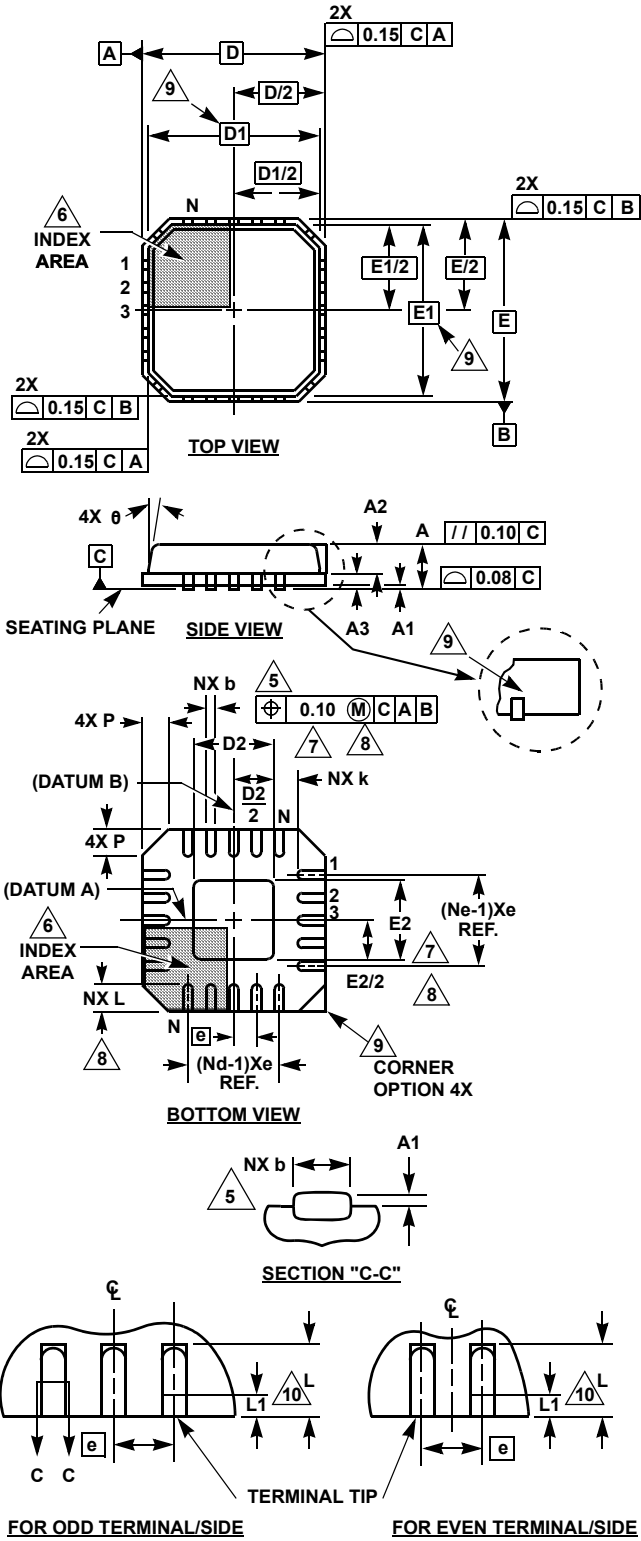 2X
⌓ 0.15 C A
A D
D/2
9
D1
D1/2
2X
⌓ 0.15 C B
N
6
INDEX
AREA
1
2
3
E1/2
E/2
E1
E
9
2X
⌓ 0.15 C B
2X
⌓ 0.15 C A
B
TOP VIEW
4X θ
A2
A
// 0.10 C
C
⌓ 0.08 C
SEATING PLANE
SIDE VIEW
A3
A1
9
NX b
5
⌖ 0.10 Ⓜ C A B
4X P
D2
7
8
(DATUM B)
D2
2
N
NX k
4X P
1
(DATUM A)
2
3
6
INDEX
AREA
E2
(Ne-1)Xe
REF.
7
E2/2
8
NX L
N
e
8
(Nd-1)Xe
REF.
9
CORNER
OPTION 4X
BOTTOM VIEW
NX b
A1
5
SECTION "C-C"
℄
℄
L
10
L1
L
10
L1
e
e
C C
TERMINAL TIP
FOR ODD TERMINAL/SIDE
FOR EVEN TERMINAL/SIDE